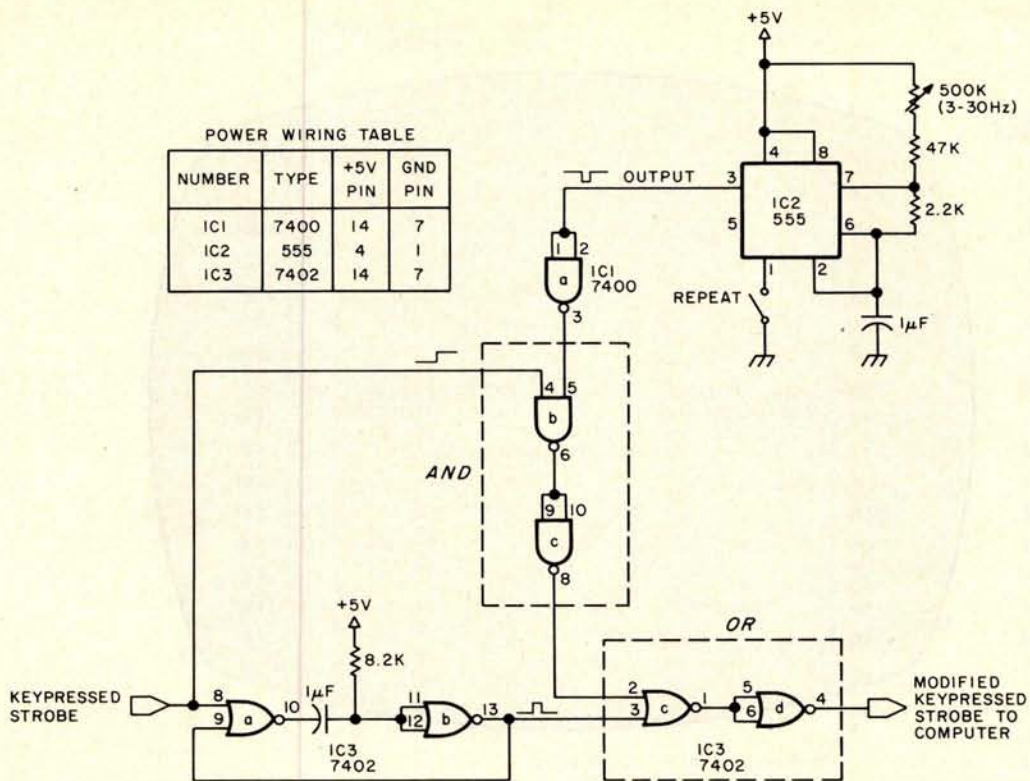 +5V
500K
(3-30Hz)
47K
2.2K
4 8
3 7
IC2
555
5 6
1 2
REPEAT
1µF
OUTPUT
POWER WIRING TABLE
NUMBER TYPE +5V PIN GND PIN
IC1 7400 14 7
IC2 555 4 1
IC3 7402 14 7
1 2
a
IC1
7400
3
4 5
b
6
AND
9 10
c
8
OR
+5V
8.2K
KEYPRESSED
STROBE
8
9
a
10
1µF
11
12
b
13
IC3
7402
2
3
c
1
5
6
d
4
IC3
7402
MODIFIED
KEYPRESSED
STROBE TO
COMPUTER